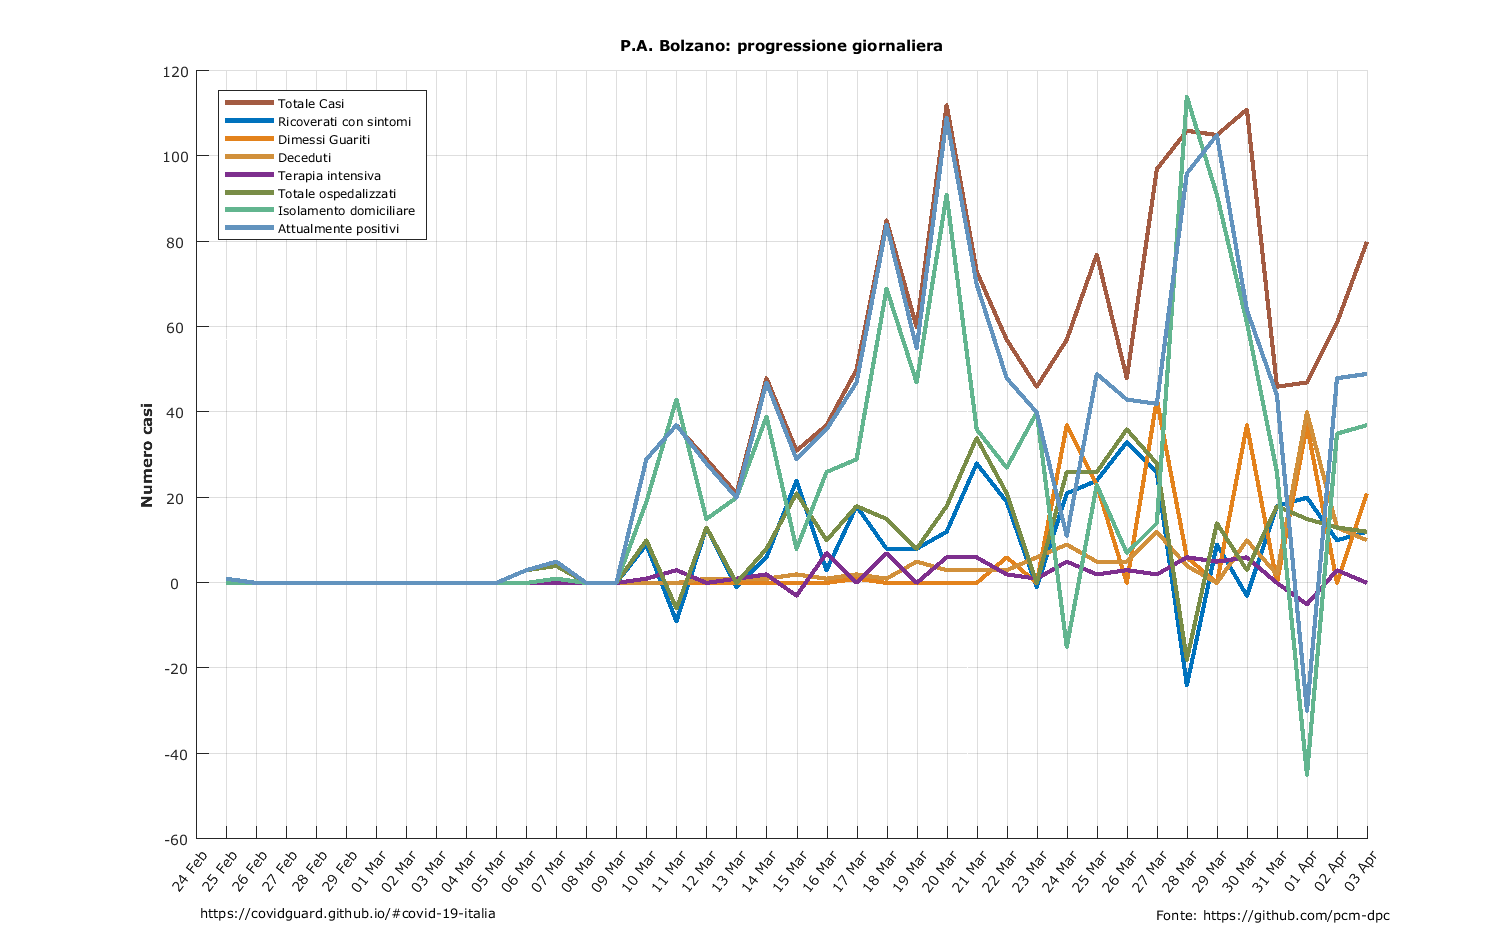 P.A. Bolzano: progressione giornaliera
120
100
80
60
40
20
0
-20
-40
-60
Numero casi
Totale Casi
Ricoverati con sintomi
Dimessi Guariti
Deceduti
Terapia intensiva
Totale ospedalizzati
Isolamento domiciliare
Attualmente positivi
24 Feb
25 Feb
26 Feb
27 Feb
28 Feb
29 Feb
01 Mar
02 Mar
03 Mar
04 Mar
05 Mar
06 Mar
07 Mar
08 Mar
09 Mar
10 Mar
11 Mar
12 Mar
13 Mar
14 Mar
15 Mar
16 Mar
17 Mar
18 Mar
19 Mar
20 Mar
21 Mar
22 Mar
23 Mar
24 Mar
25 Mar
26 Mar
27 Mar
28 Mar
29 Mar
30 Mar
31 Mar
01 Apr
02 Apr
03 Apr
https://covidguard.github.io/#covid-19-italia
Fonte: https://github.com/pcm-dpc